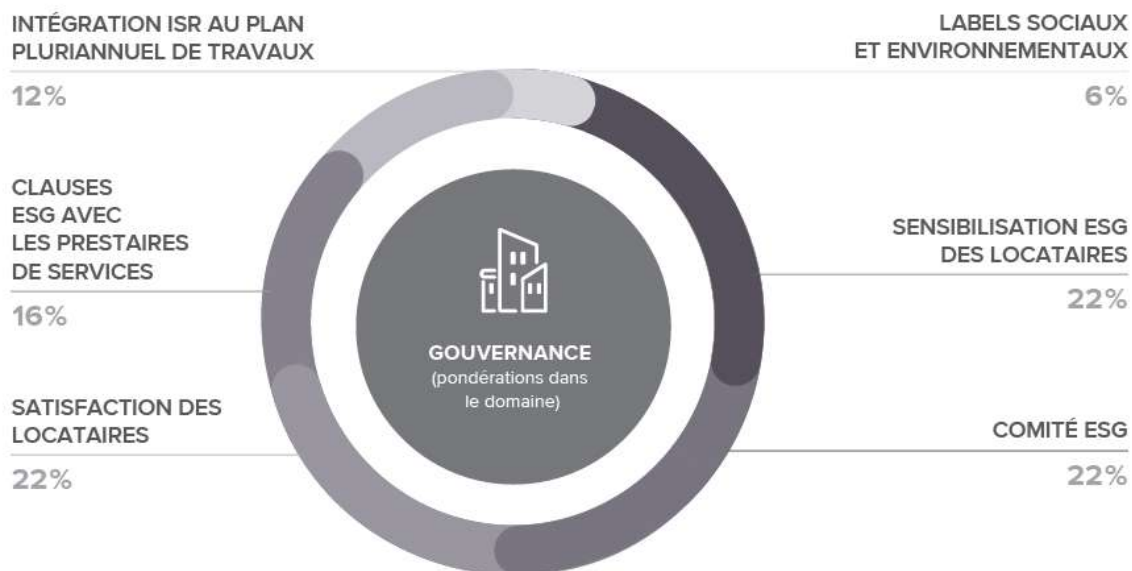 INTÉGRATION ISR AU PLAN
PLURIANNUEL DE TRAVAUX
12%
CLAUSES
ESG AVEC
LES PRESTAIRES
DE SERVICES
16%
SATISFACTION DES
LOCATAIRES
22%
GOUVERNANCE
(pondérations dans
le domaine)
LABELS SOCIAUX
ET ENVIRONNEMENTAUX
6%
SENSIBILISATION ESG
DES LOCATAIRES
22%
COMITÉ ESG
22%